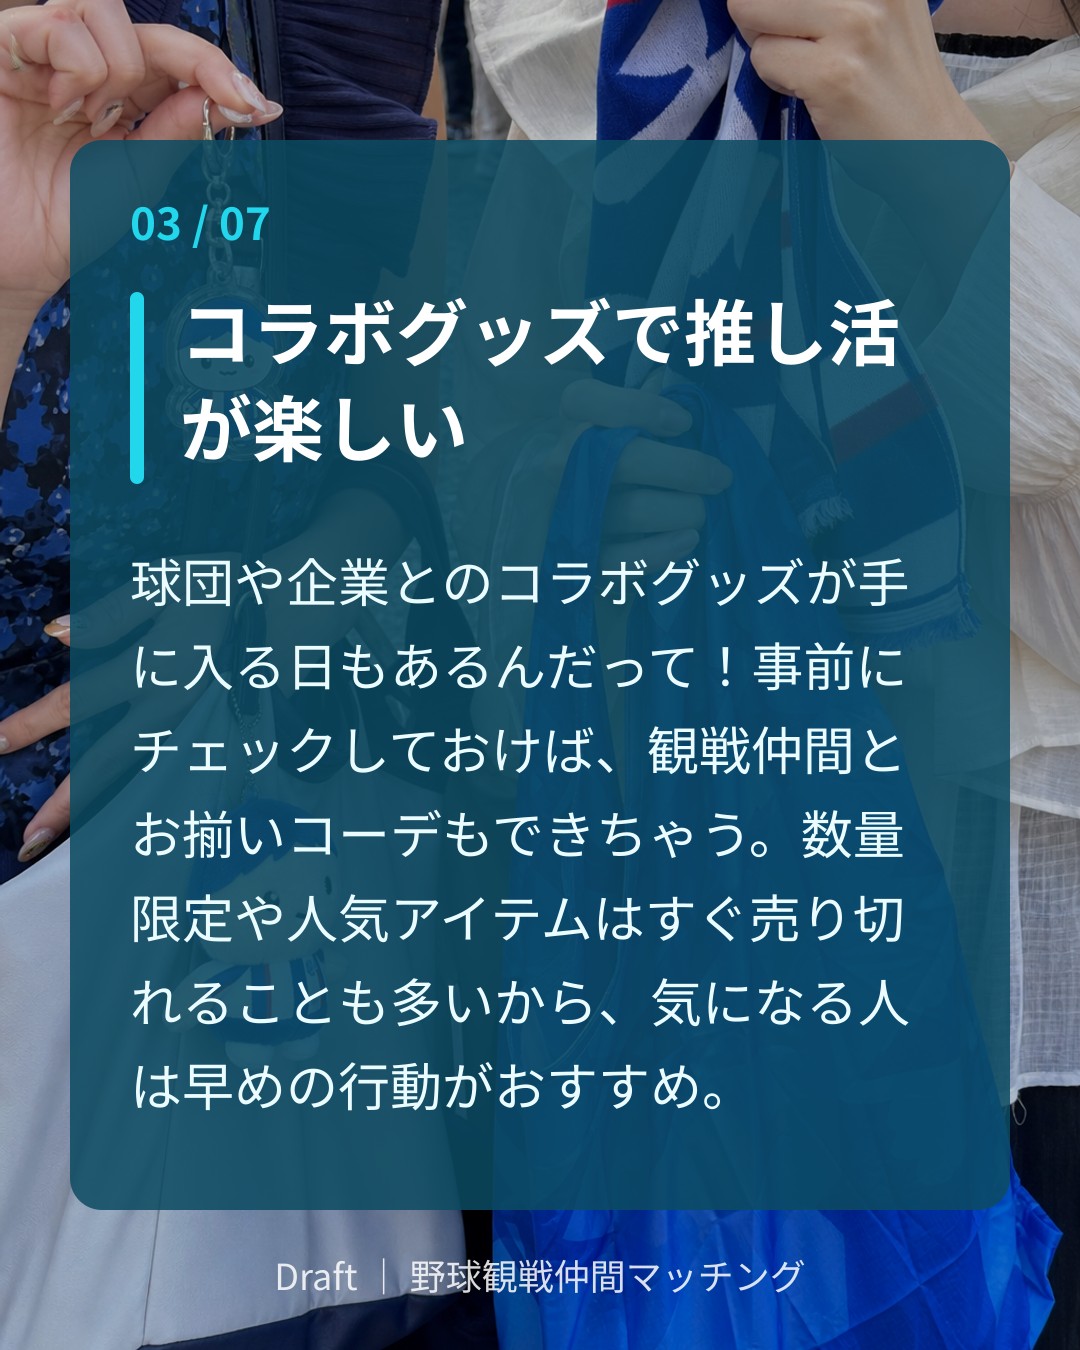 03 / 07
コラボグッズで推し活
が楽しい
球団や企業とのコラボグッズが手
に入る日もあるんだって！事前に
チェックしておけば、観戦仲間と
お揃いコーデもできちゃう。数量
限定や人気アイテムはすぐ売り切
れることも多いから、気になる人
は早めの行動がおすすめ。
Draft ｜ 野球観戦仲間マッチング